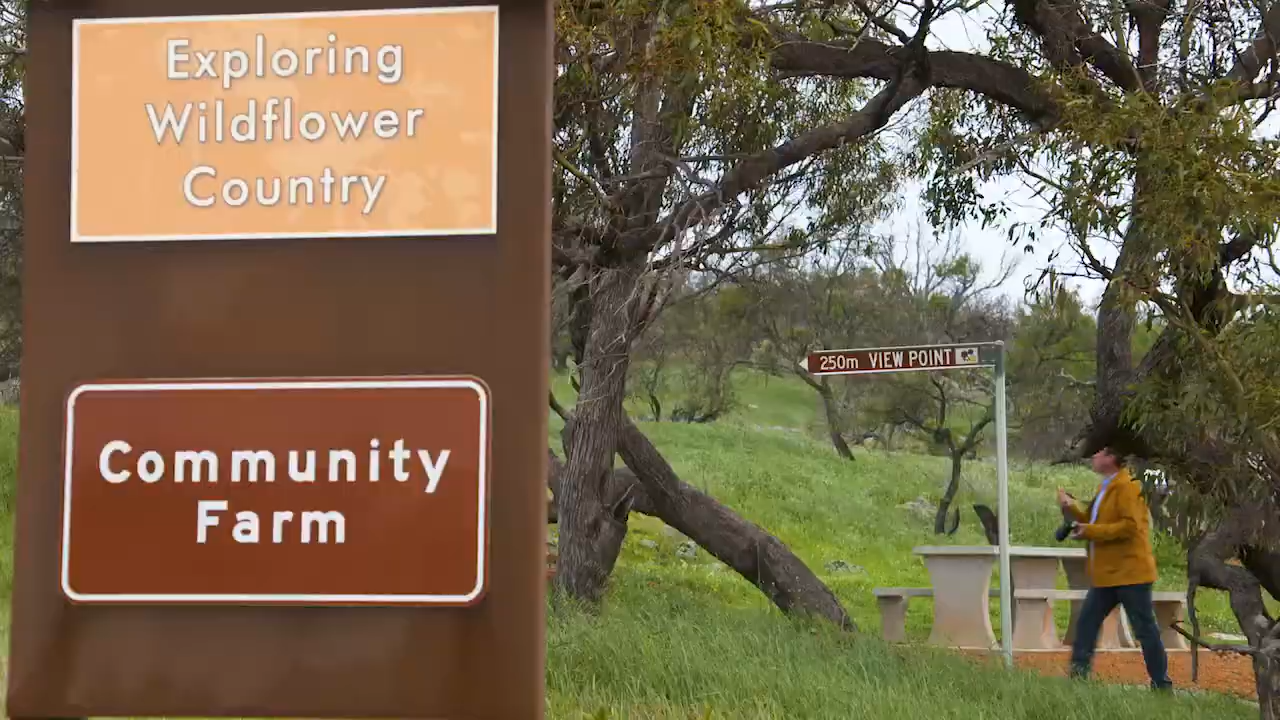 Exploring
Wildflower
Country
Community
Farm
250m VIEW POINT